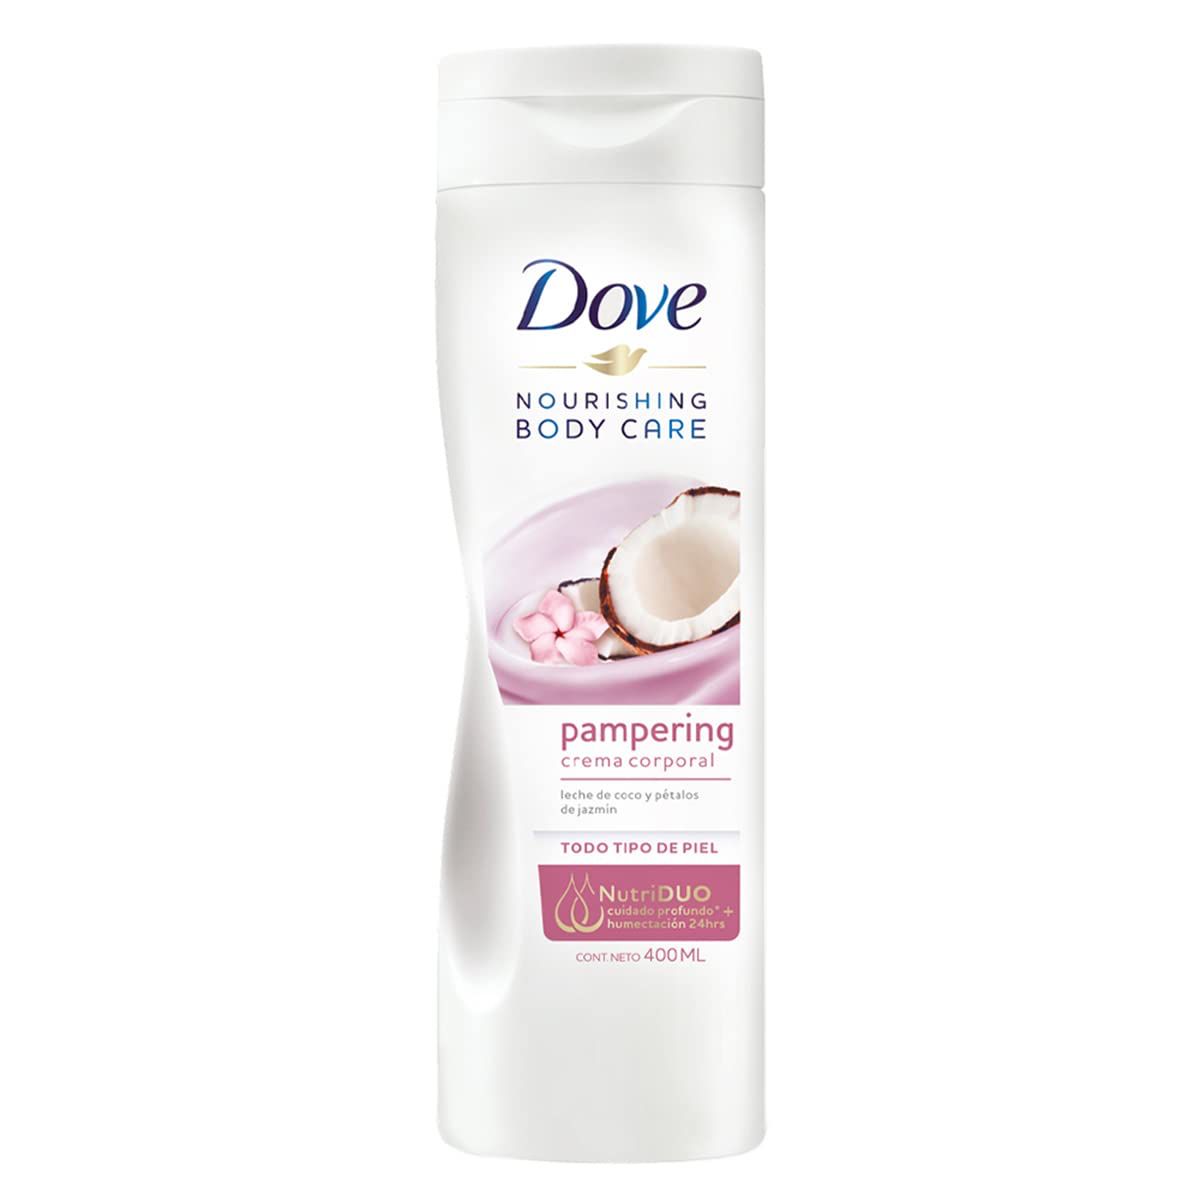 Dove
NOURISHING
BODY CARE
pampering
crema corporal
leche de coco y pétalos
de jazmín
TODO TIPO DE PIEL
NutriDUO
cuidado profundo* +
humectación 24hrs
CONT. NETO 400 ML